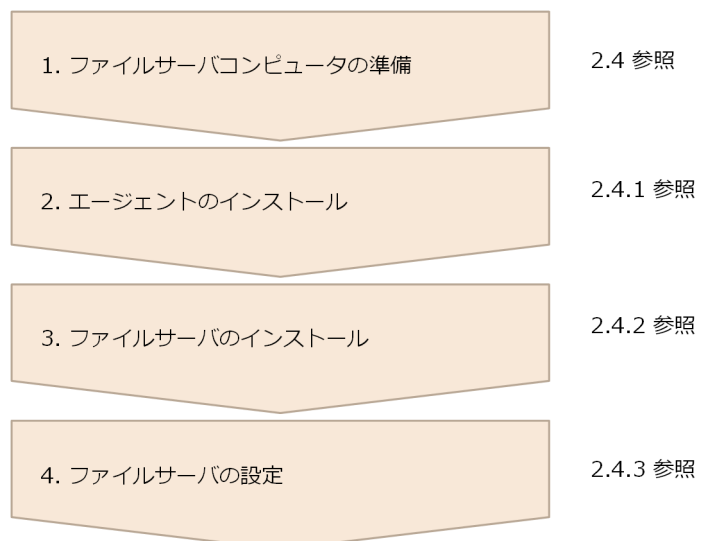 1. ファイルサーバコンピュータの準備
2.4 参照
2. エージェントのインストール
2.4.1 参照
3. ファイルサーバのインストール
2.4.2 参照
4. ファイルサーバの設定
2.4.3 参照